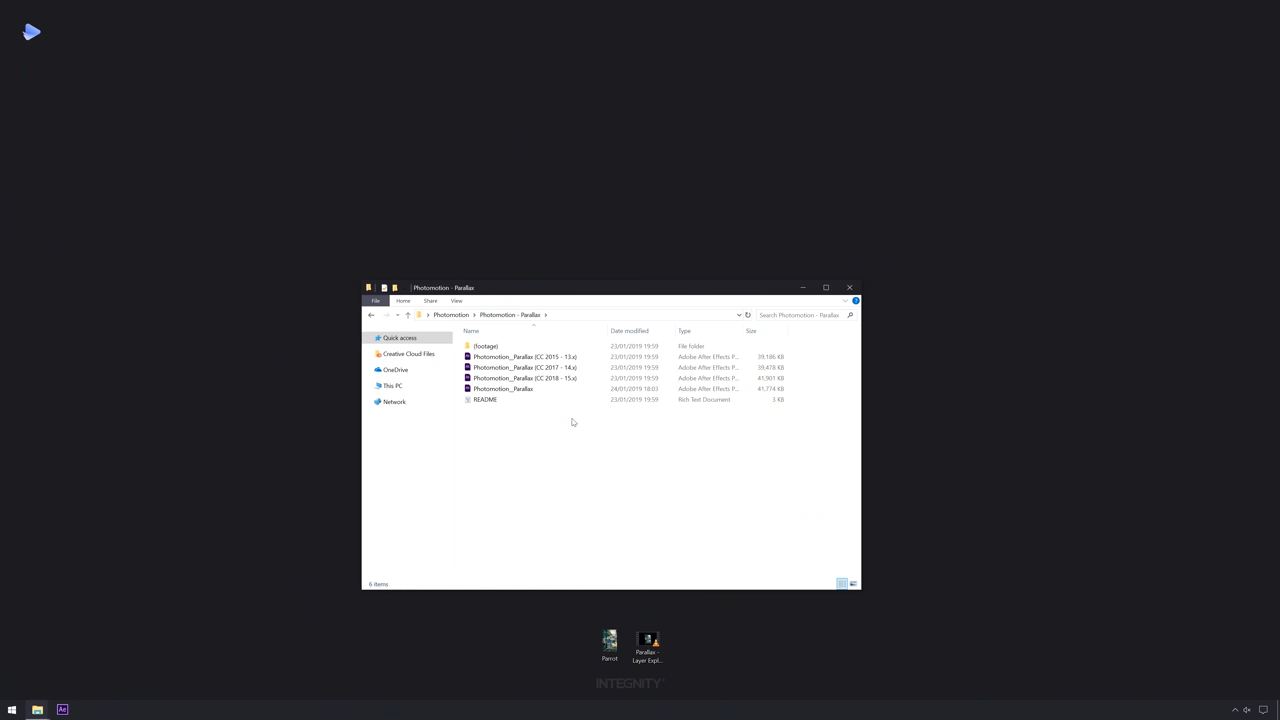 Photomotion - Parallax
File Home Share View
Photomotion Photomotion - Parallax Search Photomotion - Parallax
Name Date modified Type Size
Quick access
Creative Cloud Files
OneDrive
This PC
Network
(footage) 23/01/2019 19:59 File folder
Photomotion__Parallax (CC 2015 - 13.x) 23/01/2019 19:59 Adobe After Effects P... 39,186 KB
Photomotion__Parallax (CC 2017 - 14.x) 23/01/2019 19:59 Adobe After Effects P... 39,478 KB
Photomotion__Parallax (CC 2018 - 15.x) 23/01/2019 19:59 Adobe After Effects P... 41,901 KB
Photomotion__Parallax 24/01/2019 18:03 Adobe After Effects P... 41,774 KB
README 23/01/2019 19:59 Rich Text Document 3 KB
6 items
Parrot
Parallax -
Layer Expl...
INTEGNITY
Ae